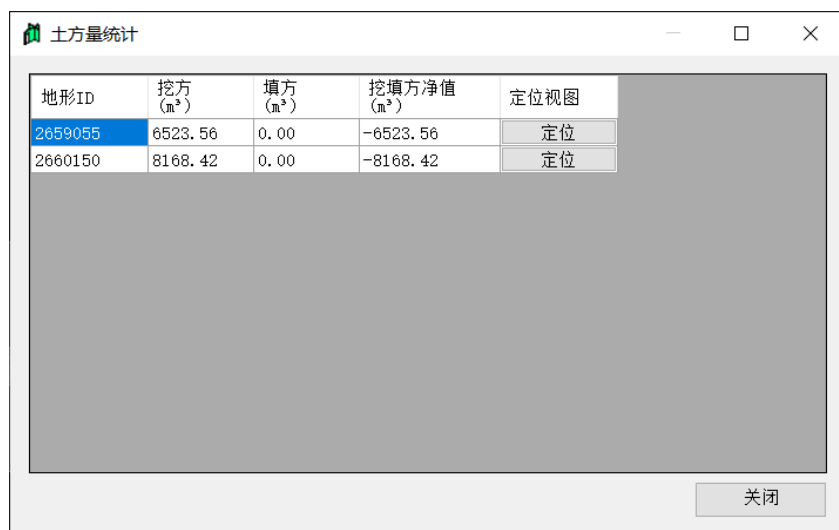 土方量统计
地形ID 挖方(m³) 填方(m³) 挖填方净值(m³) 定位视图
2659055 6523.56 0.00 -6523.56 定位
2660150 8168.42 0.00 -8168.42 定位
关闭